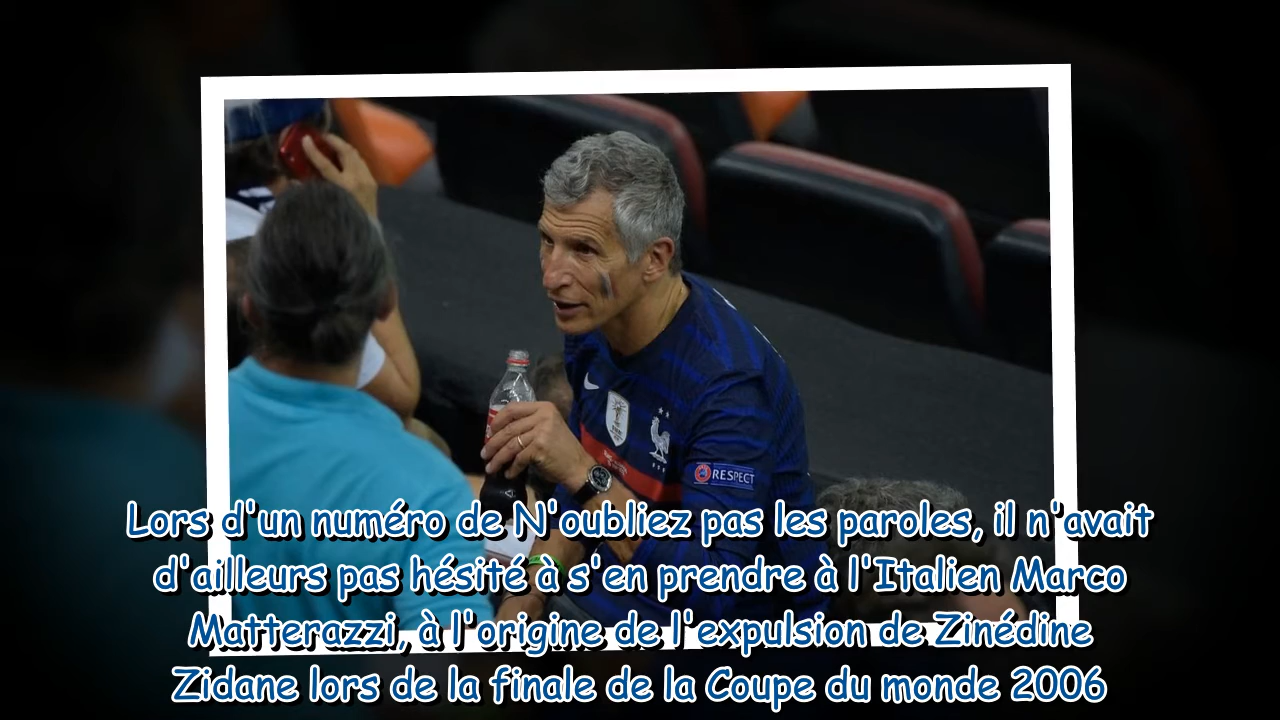 RESPECT
Lors d'un numéro de N'oubliez pas les paroles, il n'avait
d'ailleurs pas hésité à s'en prendre à l'Italien Marco
Matterazzi, à l'origine de l'expulsion de Zinédine
Zidane lors de la finale de la Coupe du monde 2006